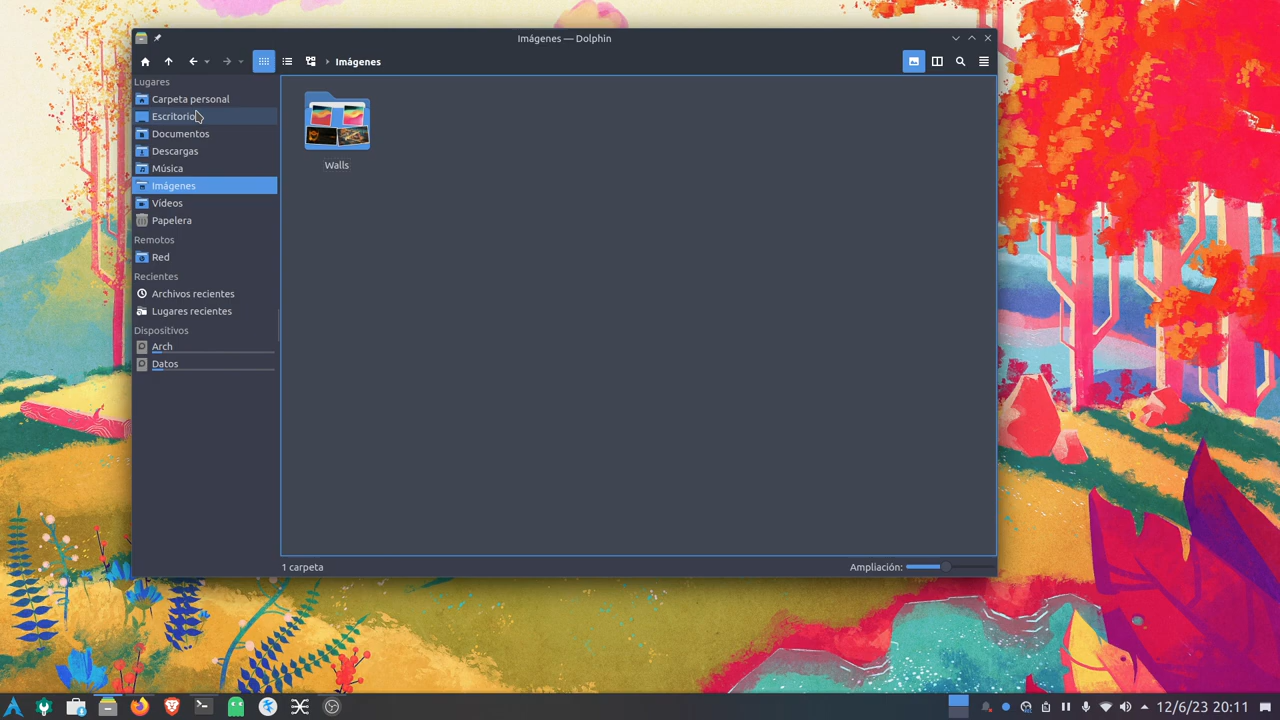 Imágenes — Dolphin
Imágenes
Lugares
Carpeta personal
Escritorio
Documentos
Descargas
Música
Imágenes
Vídeos
Papelera
Remotos
Red
Recientes
Archivos recientes
Lugares recientes
Dispositivos
Arch
Datos
Walls
1 carpeta
Ampliación:
12/6/23 20:11